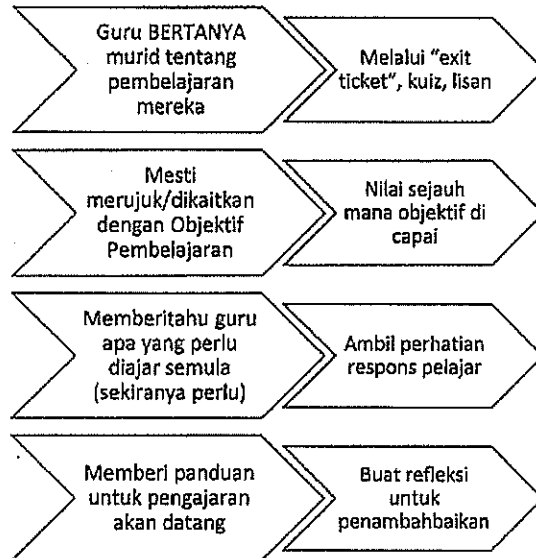 Guru BERTANYA
murid tentang
pembelajaran
mereka
Melalui "exit
ticket", kuiz, lisan
Mesti
merujuk/dikaitkan
dengan Objektif
Pembelajaran
Nilai sejauh
mana objektif di
capai
Memberitahu guru
apa yang perlu
diajar semula
(sekiranya perlu)
Ambil perhatian
respons pelajar
Memberi panduan
untuk pengajaran
akan datang
Buat refleksi
untuk
penambahbaikan